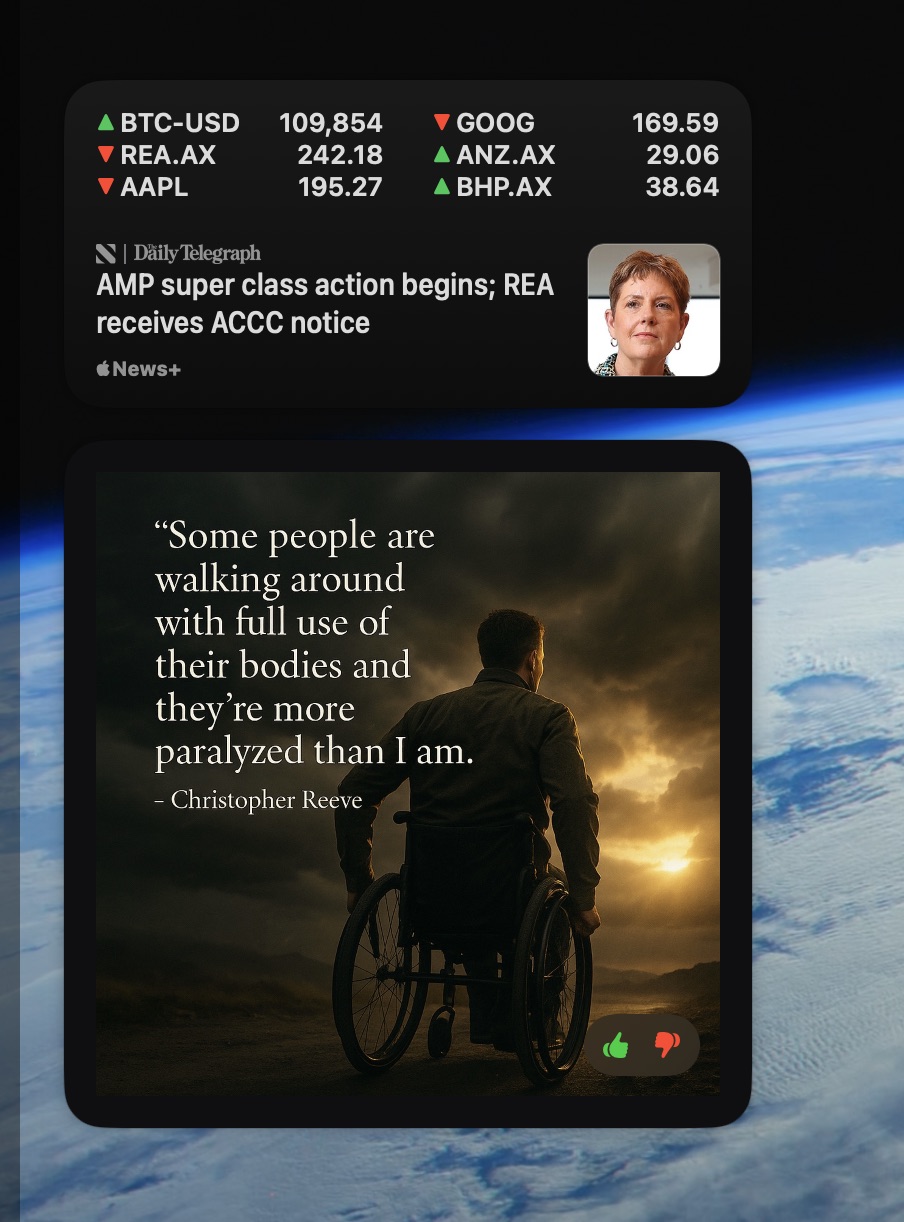 BTC-USD 109,854 GOOG 169.59
REA.AX 242.18 ANZ.AX 29.06
AAPL 195.27 BHP.AX 38.64
The Daily Telegraph
AMP super class action begins; REA
receives ACCC notice
News+
“Some people are
walking around
with full use of
their bodies and
they’re more
paralyzed than I am.
– Christopher Reeve